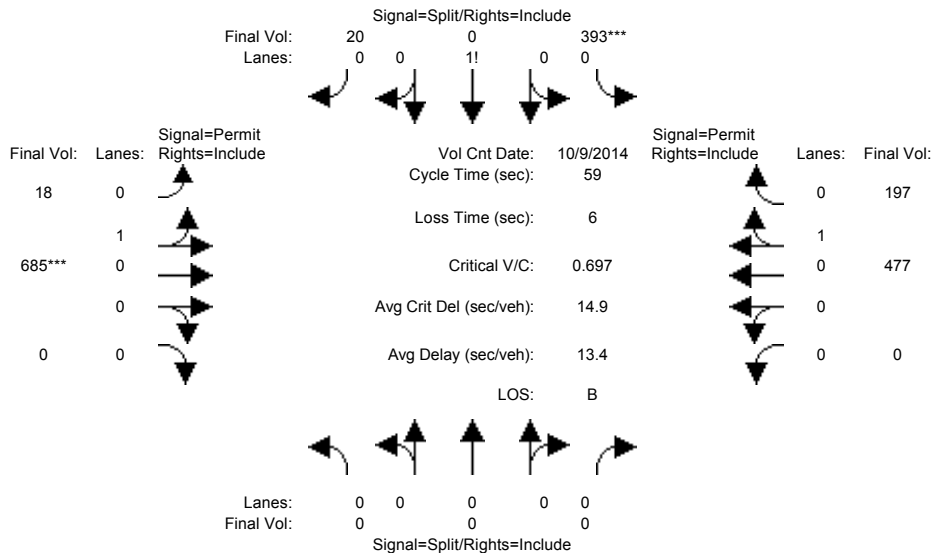 Signal=Split/Rights=Include
Final Vol: 20 0 393***
Lanes: 0 0 1! 0 0
Signal=Permit Signal=Permit
Final Vol: Lanes: Rights=Include Vol Cnt Date: 10/9/2014 Rights=Include Lanes: Final Vol:
Cycle Time (sec): 59
18 0 0 197
Loss Time (sec): 6
1 1
685*** 0 Critical V/C: 0.697 0 477
0 Avg Crit Del (sec/veh): 14.9 0
0 0 Avg Delay (sec/veh): 13.4 0 0
LOS: B
Lanes: 0 0 0 0 0
Final Vol: 0 0 0
Signal=Split/Rights=Include